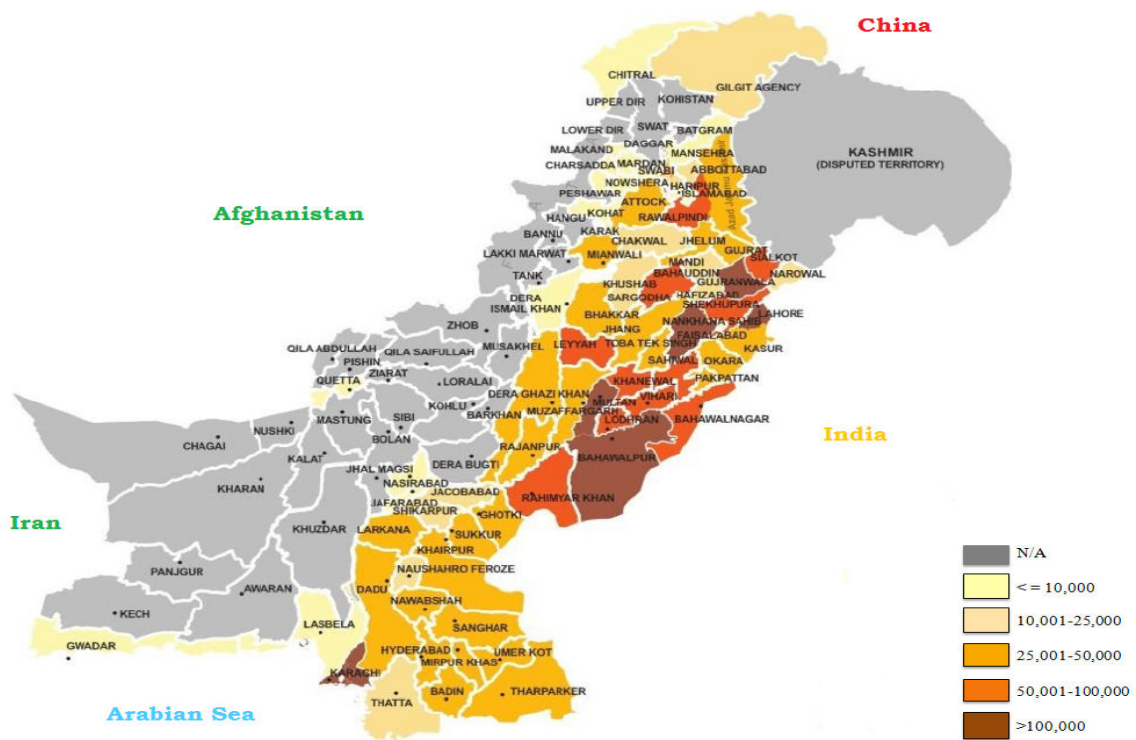 China
CHITRAL
GILGIT AGENCY
UPPER DIR
KOHISTAN
LOWER DIR
SWAT
BATGRAM
MALAKAND
DAGGAR
MANSEHRA
KASHMIR
(DISPUTED TERRITORY)
CHARSADDA
MARDAN
SWABI
ABBOTTABAD
NOWSHERA
HARIPUR
PESHAWAR
ISLAMABAD
ATTOCK
Azad Jammu Kashmir
Afghanistan
HANGU
KOHAT
RAWALPINDI
BANNU
KARAK
CHAKWAL
JHELUM
GUJRAT
LAKKI MARWAT
MIANWALI
SIALKOT
MANDI
BAHAUDDIN
NAROWAL
TANK
KHUSHAB
GUJRANWALA
DERA
ISMAIL KHAN
SARGODHA
HAFIZABAD
SHEKHUPURA
BHAKKAR
LAHORE
NANKHANA SAHIB
ZHOB
JHANG
FAISALABAD
MUSAKHEL
LEYYAH
TOBA TEK SINGH
KASUR
QILA ABDULLAH
QILA SAIFULLAH
SAHIWAL
OKARA
PISHIN
ZIARAT
LORALAI
KHANEWAL
PAKPATTAN
QUETTA
DERA GHAZI KHAN
KOHLU
MULTAN
VIHARI
MASTUNG
SIBI
BARKHAN
MUZAFFARGARH
LODHRAN
BAHAWALNAGAR
NUSHKI
BOLAN
India
CHAGAI
RAJANPUR
KALAT
DERA BUGTI
BAHAWALPUR
JHAL MAGSI
KHARAN
NASIRABAD
JACOBABAD
RAHIMYAR KHAN
JAFARABAD
SHIKARPUR
GHOTKI
Iran
KHUZDAR
LARKANA
SUKKUR
KHAIRPUR
N/A
PANJGUR
NAUSHAHRO FEROZE
AWARAN
DADU
< = 10,000
KECH
NAWABSHAH
LASBELA
SANGHAR
10,001-25,000
GWADAR
HYDERABAD
UMER KOT
25,001-50,000
MIRPUR KHAS
KARACHI
THATTA
BADIN
THARPARKER
50,001-100,000
Arabian Sea
>100,000